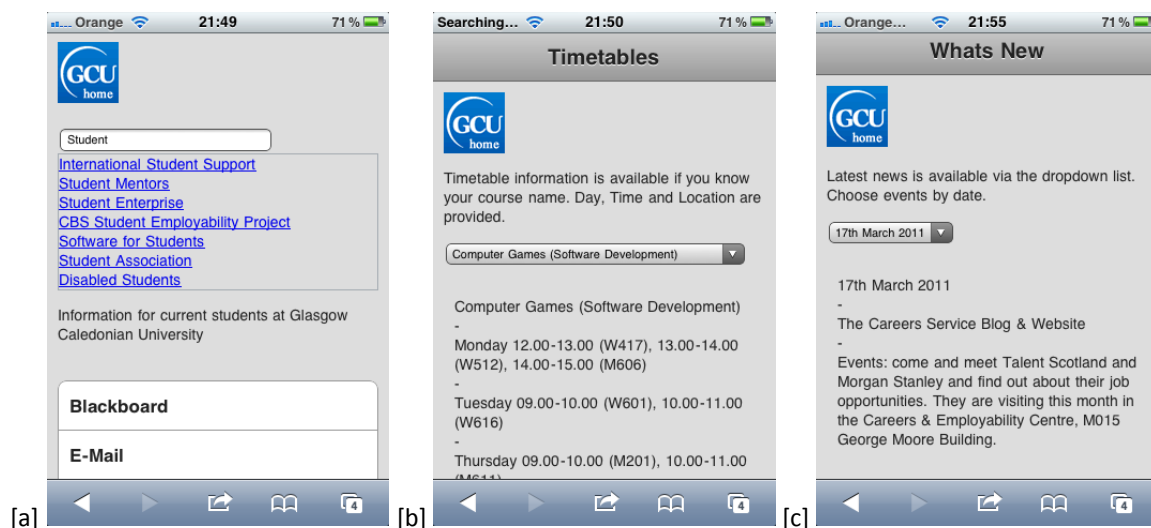 Orange 21:49 71 %
GCU
home
Student
International Student Support
Student Mentors
Student Enterprise
CBS Student Employability Project
Software for Students
Student Association
Disabled Students
Information for current students at Glasgow
Caledonian University
Blackboard
E-Mail
4
[a]
Searching... 21:50 71 %
Timetables
GCU
home
Timetable information is available if you know
your course name. Day, Time and Location are
provided.
Computer Games (Software Development)
Computer Games (Software Development)
-
Monday 12.00-13.00 (W417), 13.00-14.00
(W512), 14.00-15.00 (M606)
-
Tuesday 09.00-10.00 (W601), 10.00-11.00
(W616)
-
Thursday 09.00-10.00 (M201), 10.00-11.00
(M611)
4
[b]
Orange... 21:55 71 %
Whats New
GCU
home
Latest news is available via the dropdown list.
Choose events by date.
17th March 2011
17th March 2011
-
The Careers Service Blog & Website
-
Events: come and meet Talent Scotland and
Morgan Stanley and find out about their job
opportunities. They are visiting this month in
the Careers & Employability Centre, M015
George Moore Building.
4
[c]